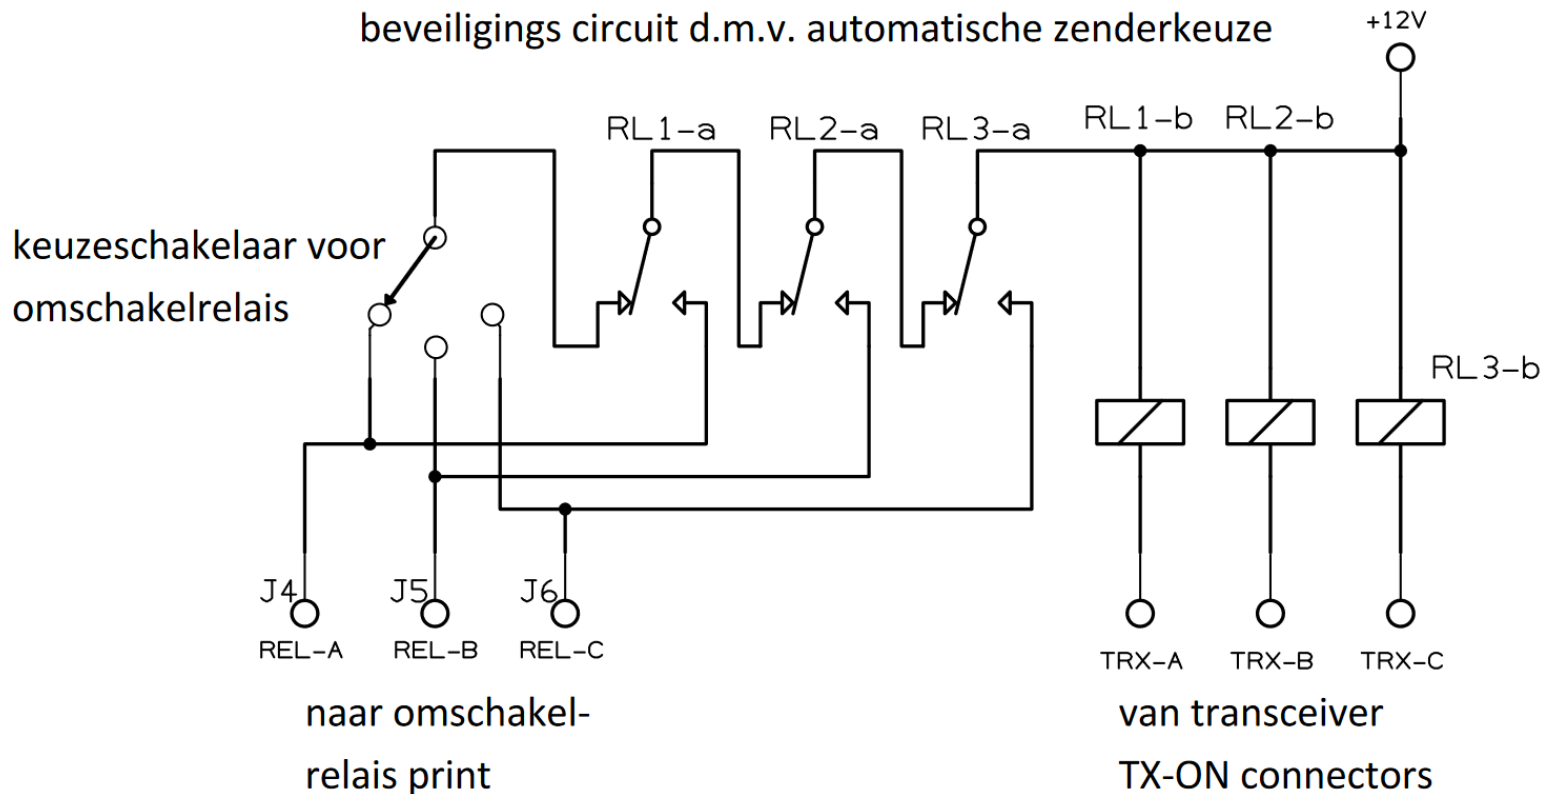 beveiligings circuit d.m.v. automatische zenderkeuze
+12V
RL1-a RL2-a RL3-a RL1-b RL2-b
keuzeschakelaar voor
omschakelrelais
RL3-b
J4 J5 J6
REL-A REL-B REL-C TRX-A TRX-B TRX-C
naar omschakel-
relais print
van transceiver
TX-ON connectors